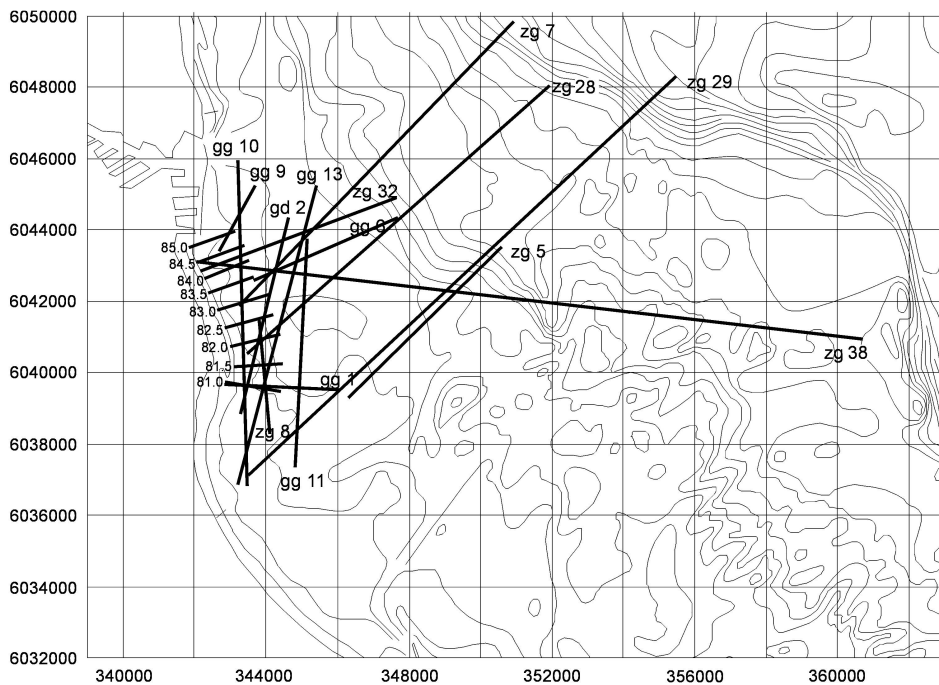 6050000
zg 7
6048000
zg 28
zg 29
6046000
gg 10
gg 9
gg 13
zg 32
gd 2
6044000
gg 6
85.0
zg 5
84.5
84.0
83.5
6042000
83.0
82.5
82.0
zg 38
81.5
6040000
81.0
gg 1
zg 8
6038000
gg 11
6036000
6034000
6032000
340000
344000
348000
352000
356000
360000